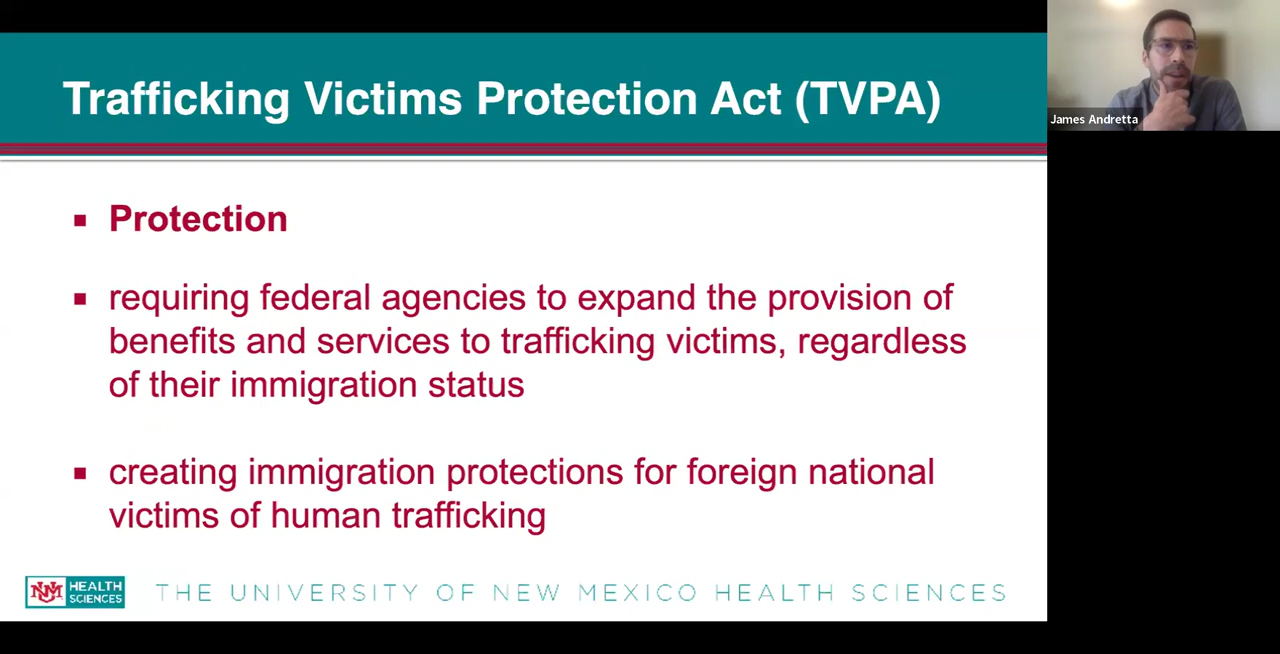 Trafficking Victims Protection Act (TVPA)
James Andretta
Protection
requiring federal agencies to expand the provision of
benefits and services to trafficking victims, regardless
of their immigration status
creating immigration protections for foreign national
victims of human trafficking
UNM HEALTH
SCIENCES
THE UNIVERSITY OF NEW MEXICO HEALTH SCIENCES